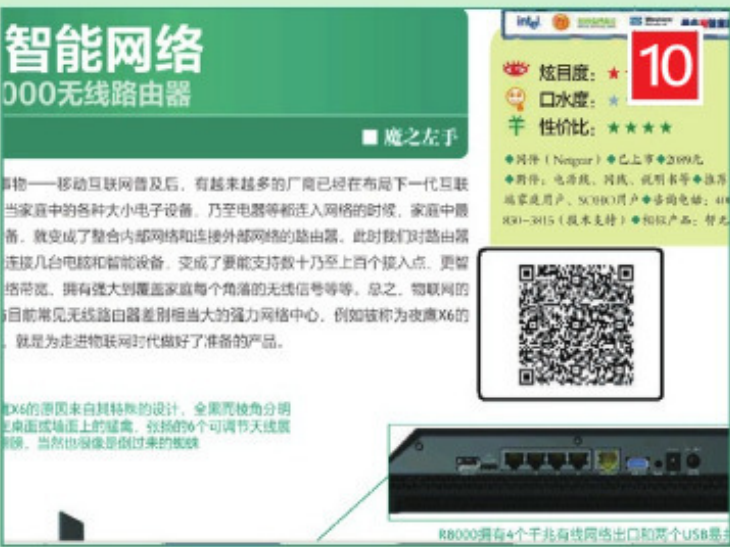 智能网络
000无线路由器
■ 魔之左手
intel
10
炫目度：★
口水度：★
性价比：★★★★
◆网件（Netgear）◆已上市◆2099元
◆附件：电源线、网线、说明书等◆推荐
端家庭用户、SOHO用户◆咨询电话：40
830-3815（技术支持）◆相似产品：
事物——移动互联网普及后，有越来越多的厂商已经在布局下一代互联
当家庭中的各种大小电子设备，乃至电器等都连入网络的时候，家庭中最
备，就变成了整合内部网络和连接外部网络的路由器。此时我们对路由器
连接几台电脑和智能设备，变成了要能支持数十乃至上百个接入点，更智
络带宽，拥有强大到覆盖家庭每个角落的无线信号等等。总之，物联网的
与目前常见无线路由器差别相当大的强力网络中心，例如被称为夜鹰X6的
，就是为走进物联网时代做好了准备的产品。
鹰X6的原因来自其特殊的设计，全黑而棱角分明
桌面或墙面上的猛禽，张扬的6个可调节天线展
，当然也很像是倒过来的蜘蛛
R8000拥有4个千兆有线网络出口和两个USB